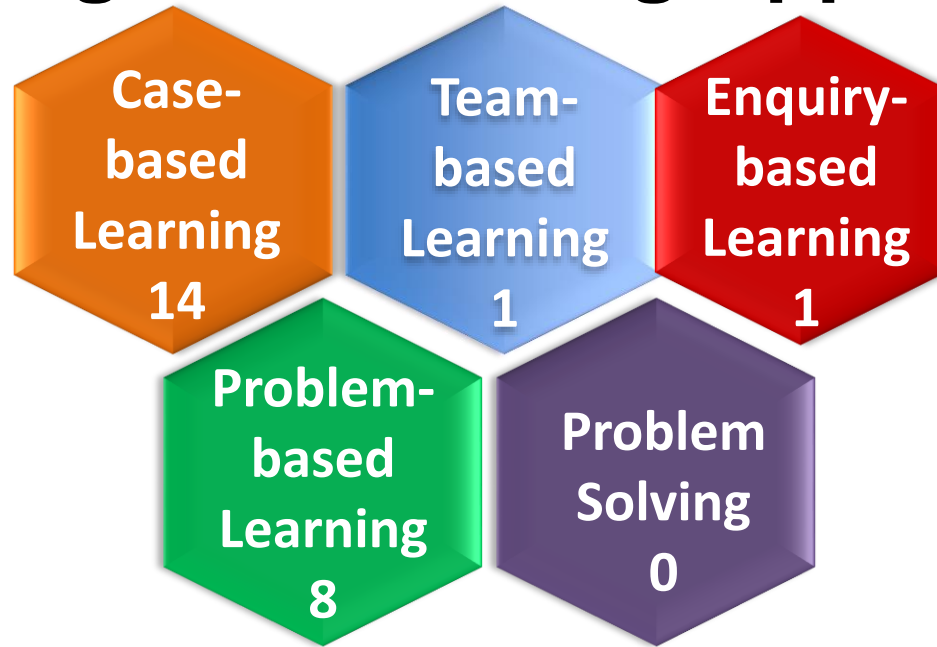 Case-
based
Learning
14
Team-
based
Learning
1
Enquiry-
based
Learning
1
Problem-
based
Learning
8
Problem
Solving
0